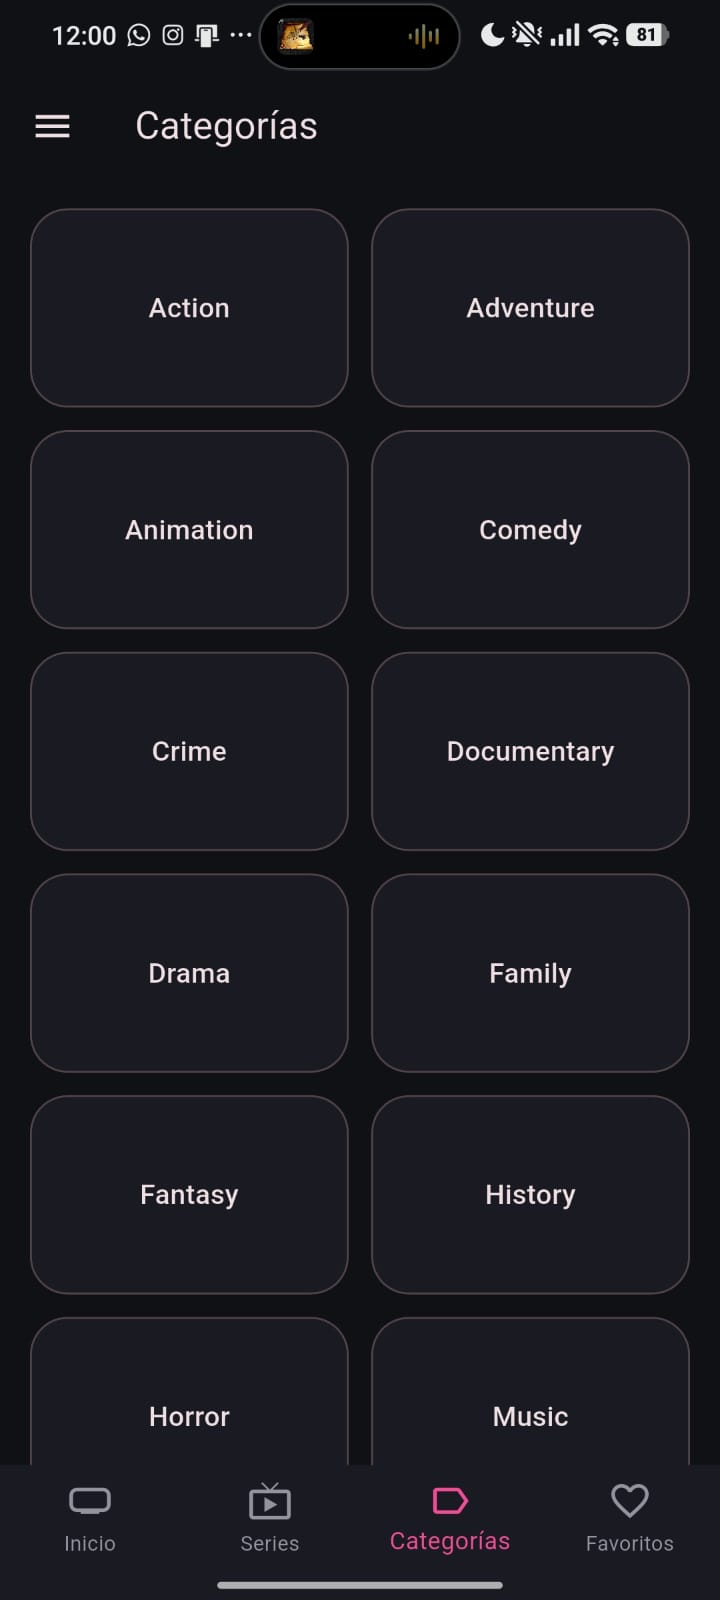 12:00 81
Categorías
Action Adventure
Animation Comedy
Crime Documentary
Drama Family
Fantasy History
Horror Music
Inicio Series Categorías Favoritos